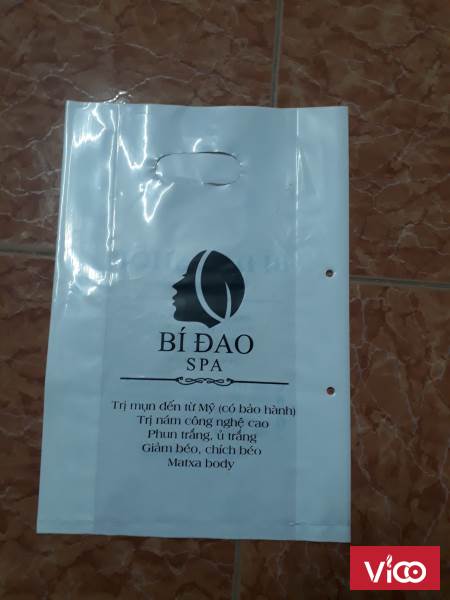 BÍ ĐAO
SPA
Trị mụn đến từ Mỹ (có bảo hành)
Trị nám công nghệ cao
Phun trắng, ủ trắng
Giảm béo, chích béo
Matxa body
ViCO